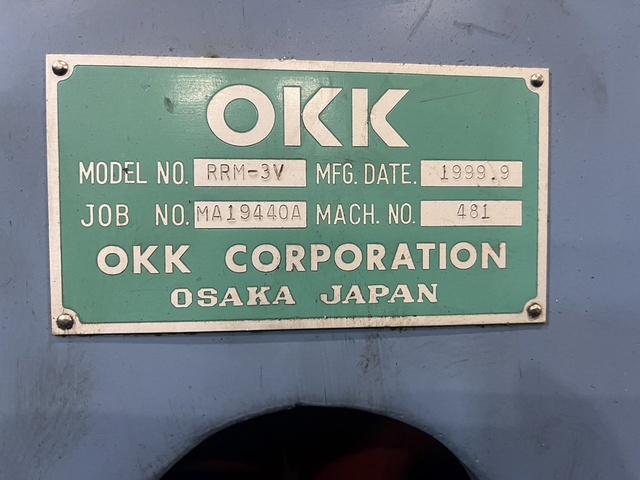 OKK
MODEL NO. RRM-3V MFG. DATE. 1999.9
JOB NO. MA19440A MACH. NO. 481
OKK CORPORATION
OSAKA JAPAN